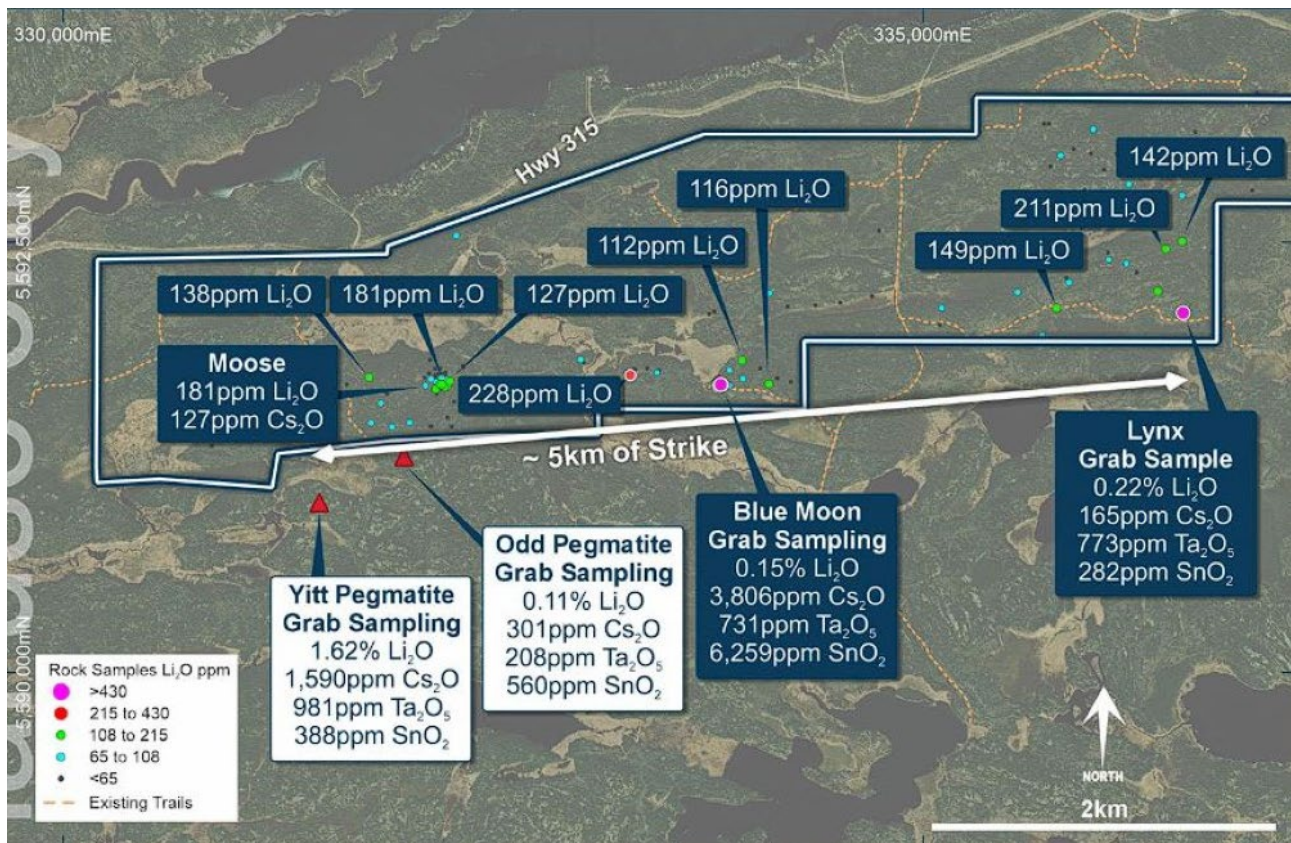 330,000mE
335,000mE
Hwy 315
5,592,500mN
5,590,000mN
142ppm Li₂O
116ppm Li₂O
211ppm Li₂O
112ppm Li₂O
149ppm Li₂O
138ppm Li₂O
181ppm Li₂O
127ppm Li₂O
Moose
181ppm Li₂O
127ppm Cs₂O
228ppm Li₂O
~ 5km of Strike
Lynx
Grab Sample
0.22% Li₂O
165ppm Cs₂O
773ppm Ta₂O₅
282ppm SnO₂
Blue Moon
Grab Sampling
0.15% Li₂O
3,806ppm Cs₂O
731ppm Ta₂O₅
6,259ppm SnO₂
Odd Pegmatite
Grab Sampling
0.11% Li₂O
301ppm Cs₂O
208ppm Ta₂O₅
560ppm SnO₂
Yitt Pegmatite
Grab Sampling
1.62% Li₂O
1,590ppm Cs₂O
981ppm Ta₂O₅
388ppm SnO₂
Rock Samples Li₂O ppm
>430
215 to 430
108 to 215
65 to 108
<65
Existing Trails
NORTH
2km